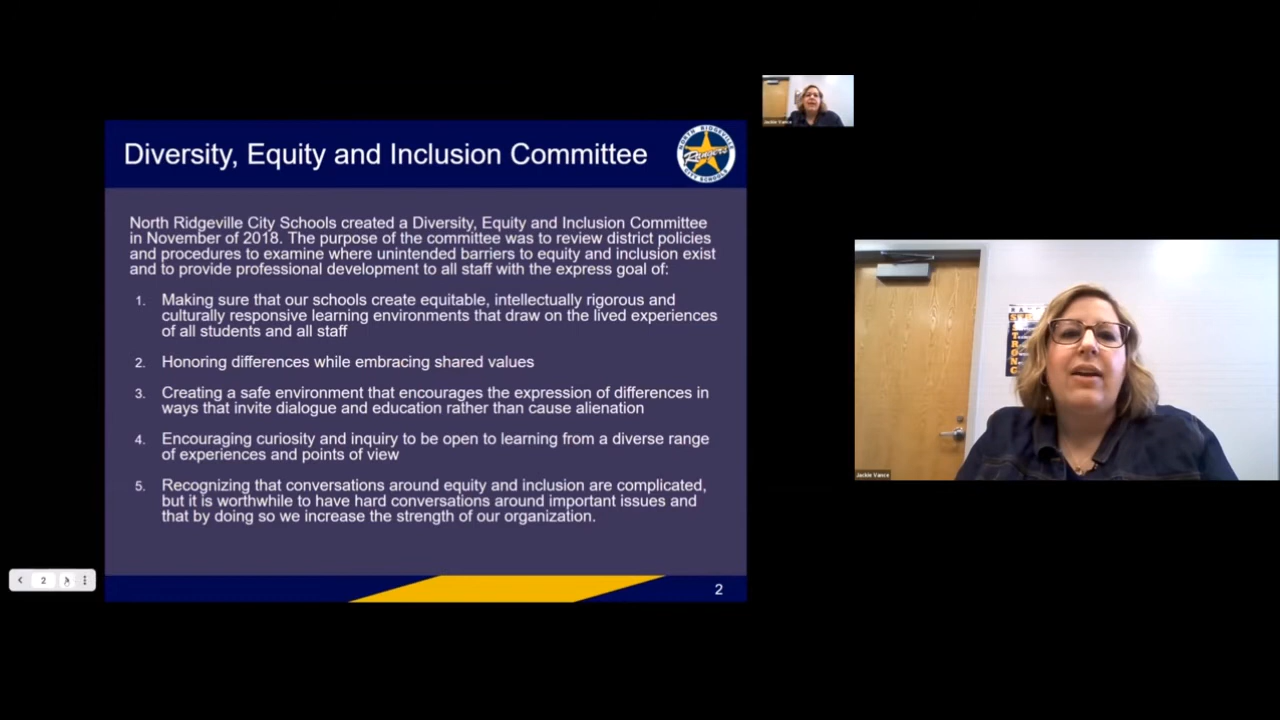 Diversity, Equity and Inclusion Committee
NORTH RIDGEVILLE
Rangers
CITY SCHOOLS
Jackie Vance
North Ridgeville City Schools created a Diversity, Equity and Inclusion Committee
in November of 2018. The purpose of the committee was to review district policies
and procedures to examine where unintended barriers to equity and inclusion exist
and to provide professional development to all staff with the express goal of:
1. Making sure that our schools create equitable, intellectually rigorous and
culturally responsive learning environments that draw on the lived experiences
of all students and all staff
2. Honoring differences while embracing shared values
3. Creating a safe environment that encourages the expression of differences in
ways that invite dialogue and education rather than cause alienation
4. Encouraging curiosity and inquiry to be open to learning from a diverse range
of experiences and points of view
5. Recognizing that conversations around equity and inclusion are complicated,
but it is worthwhile to have hard conversations around important issues and
that by doing so we increase the strength of our organization.
Jackie Vance
2
2